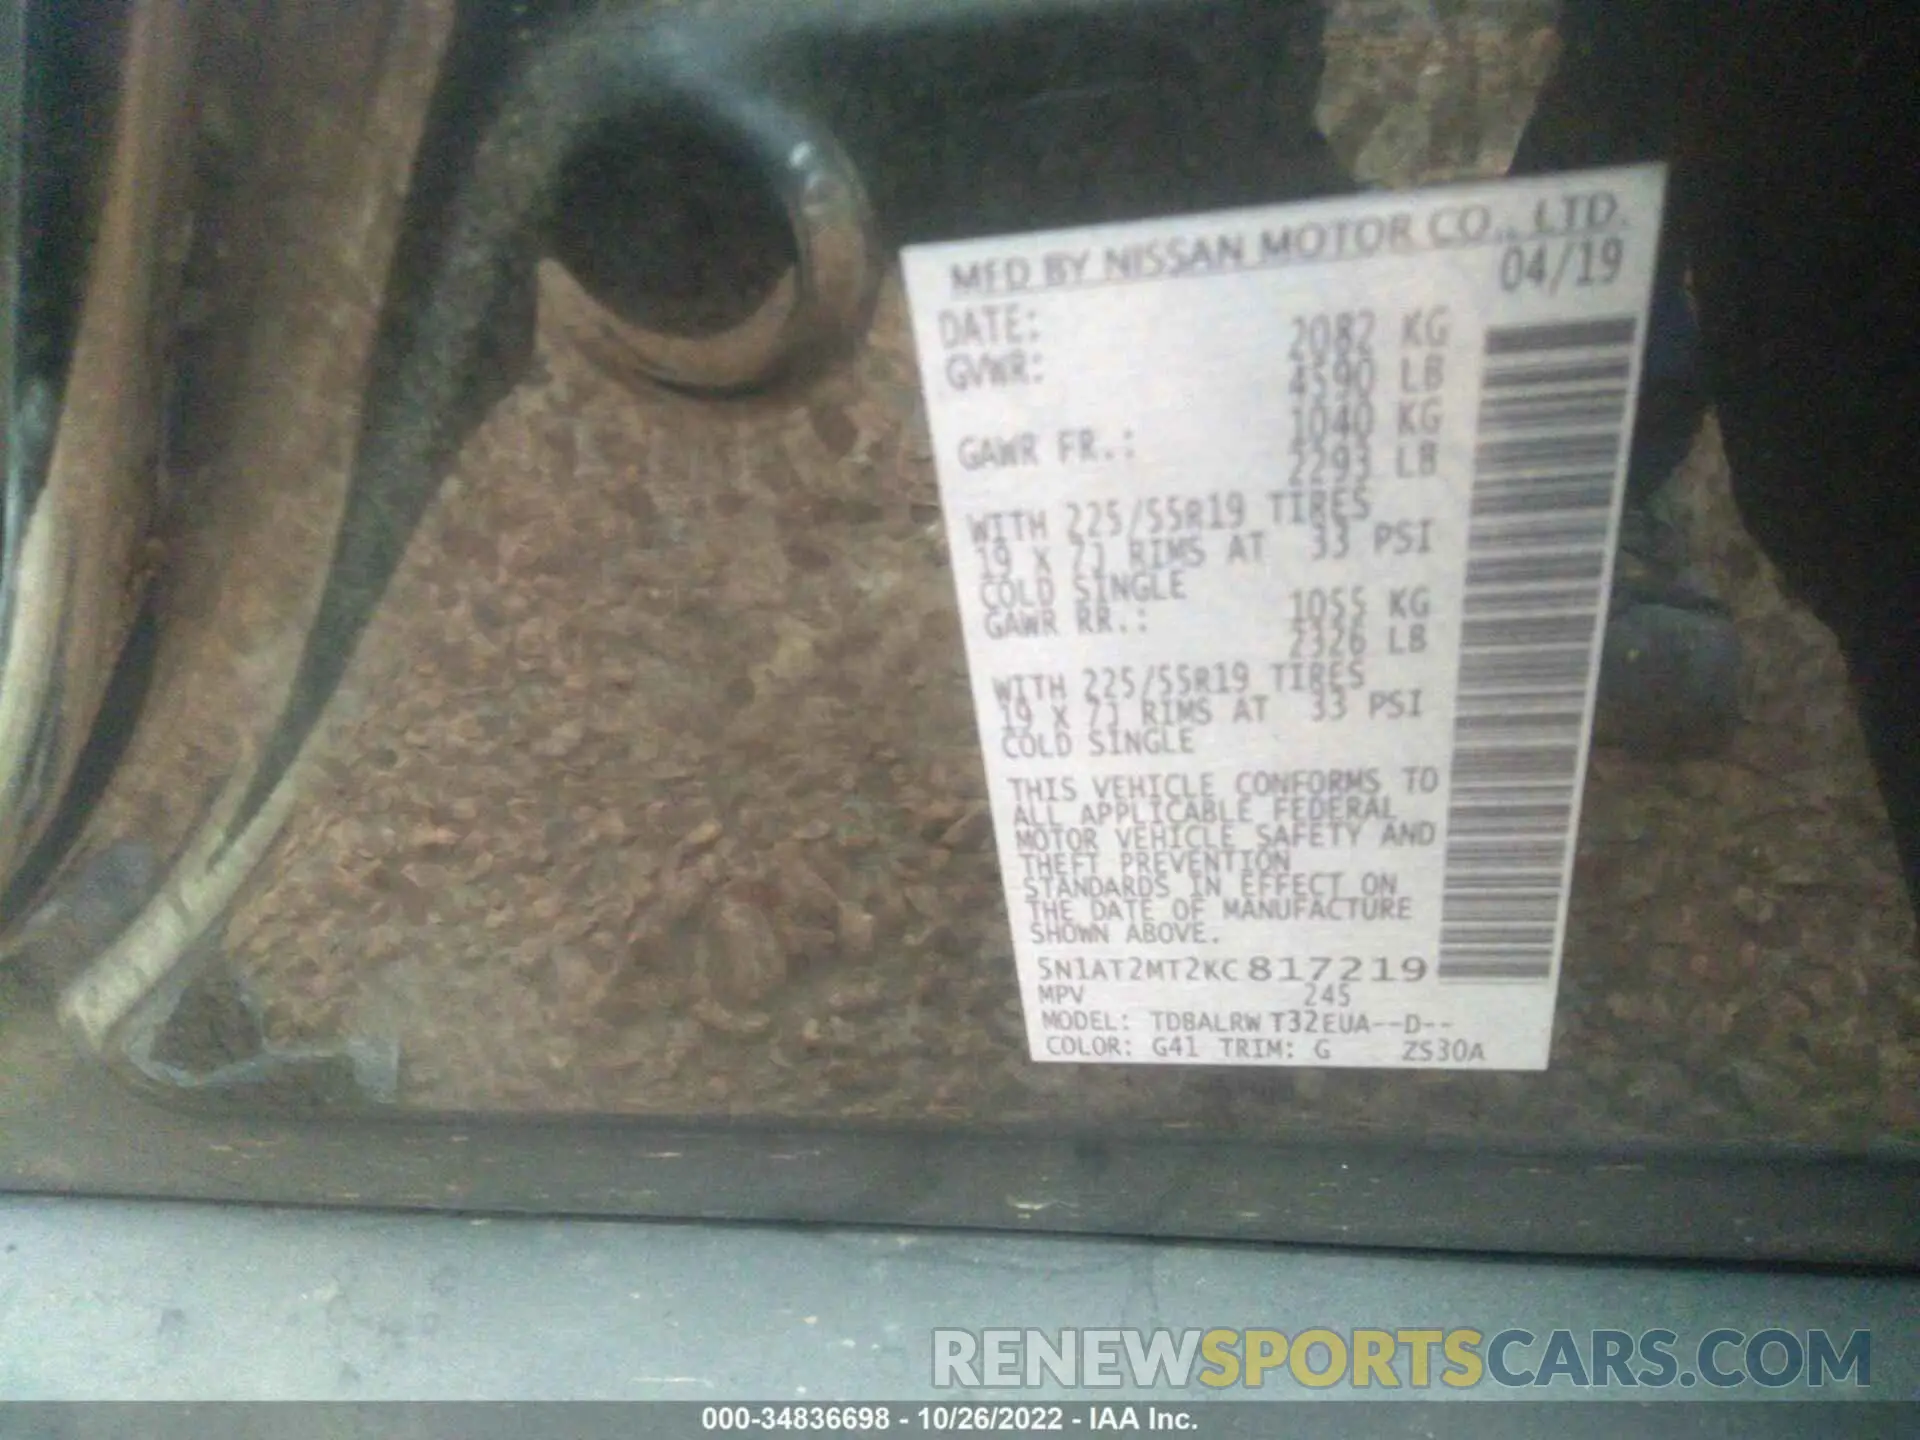 MFD BY NISSAN MOTOR CO., LTD.
04/19
DATE:
GVWR: 2082 KG
4590 LB
GAWR FR.: 1040 KG
2293 LB
WITH 225/55R19 TIRES
19 X 7J RIMS AT 33 PSI
COLD SINGLE
GAWR RR.: 1055 KG
2326 LB
WITH 225/55R19 TIRES
19 X 7J RIMS AT 33 PSI
COLD SINGLE
THIS VEHICLE CONFORMS TO
ALL APPLICABLE FEDERAL
MOTOR VEHICLE SAFETY AND
THEFT PREVENTION
STANDARDS IN EFFECT ON
THE DATE OF MANUFACTURE
SHOWN ABOVE.
5N1AT2MT2KC817219
MPV 245
MODEL: TDBALRW T32EUA--D--
COLOR: G41 TRIM: G ZS30A
RENEWSPORTSCARS.COM
000-34836698 - 10/26/2022 - IAA Inc.